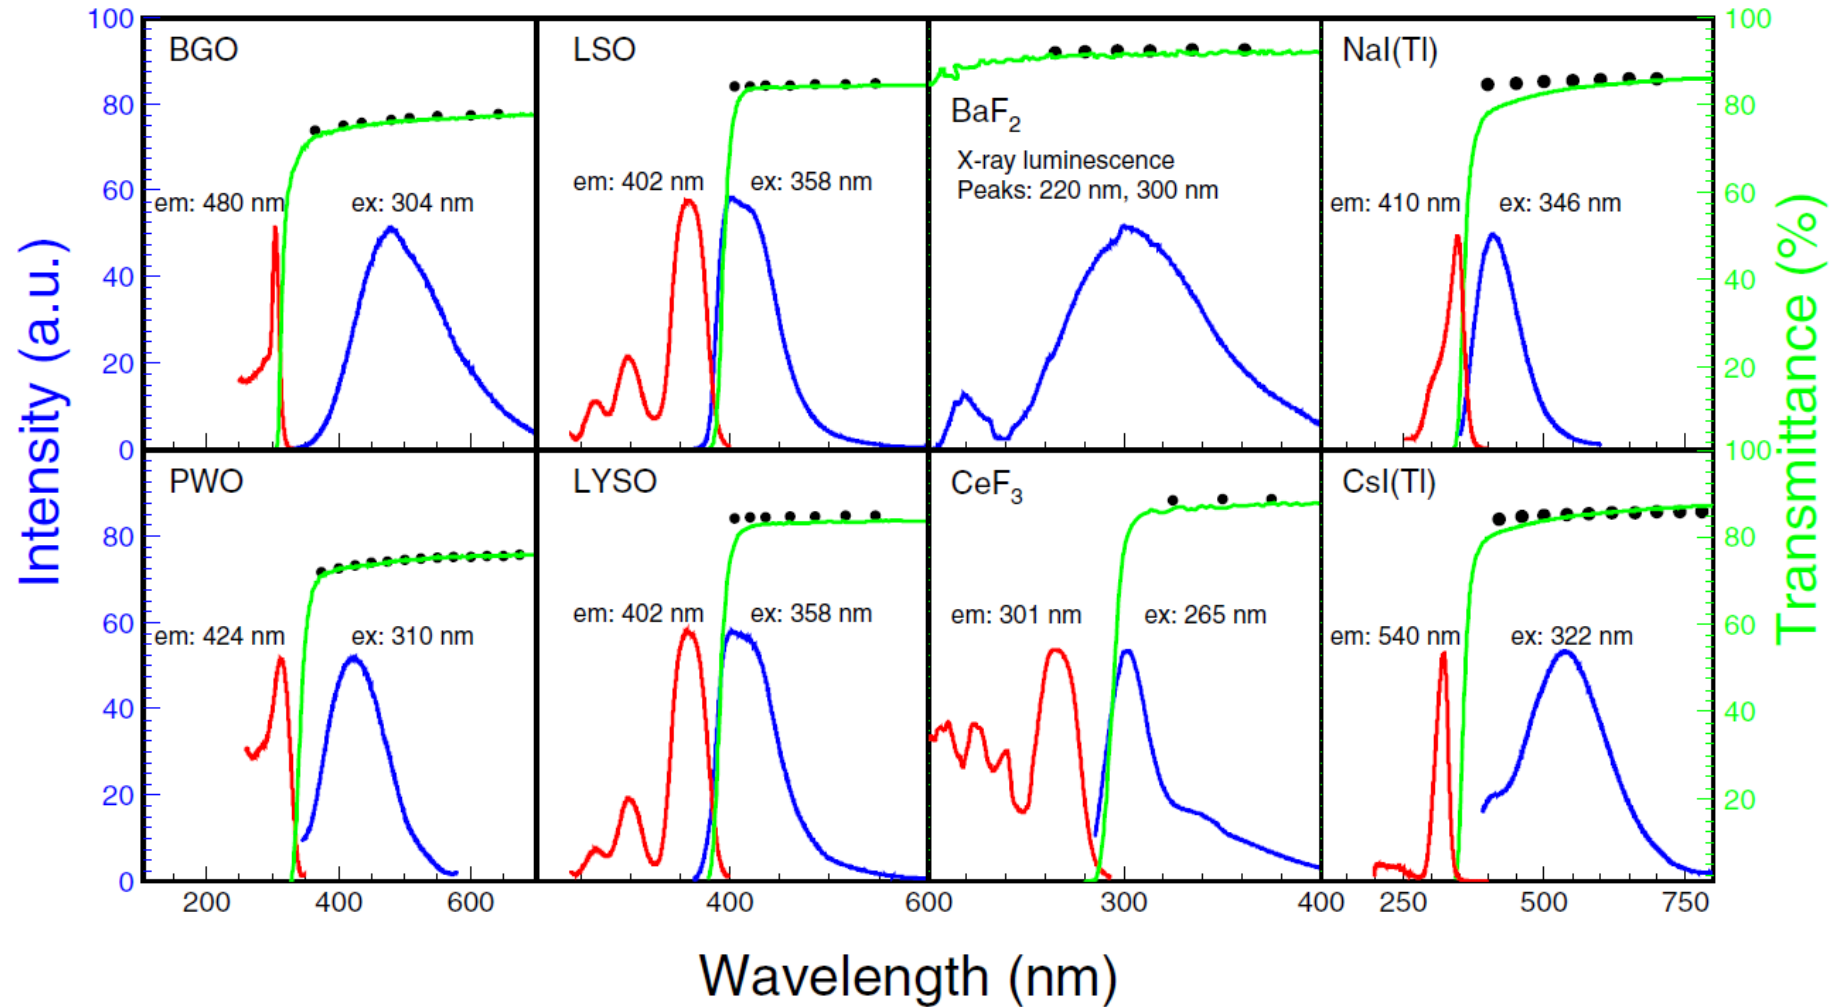 100
BGO
LSO
NaI(Tl)
100
80
BaF2
80
X-ray luminescence
Peaks: 220 nm, 300 nm
60
em: 480 nm
ex: 304 nm
em: 402 nm
ex: 358 nm
em: 410 nm
ex: 346 nm
60
40
40
20
20
0
100
PWO
LYSO
CeF3
CsI(Tl)
80
80
60
em: 424 nm
ex: 310 nm
em: 402 nm
ex: 358 nm
em: 301 nm
ex: 265 nm
em: 540 nm
ex: 322 nm
60
40
40
20
20
0
200
400
600
400
600
300
400
250
500
750
Intensity (a.u.)
Transmittance (%)
Wavelength (nm)